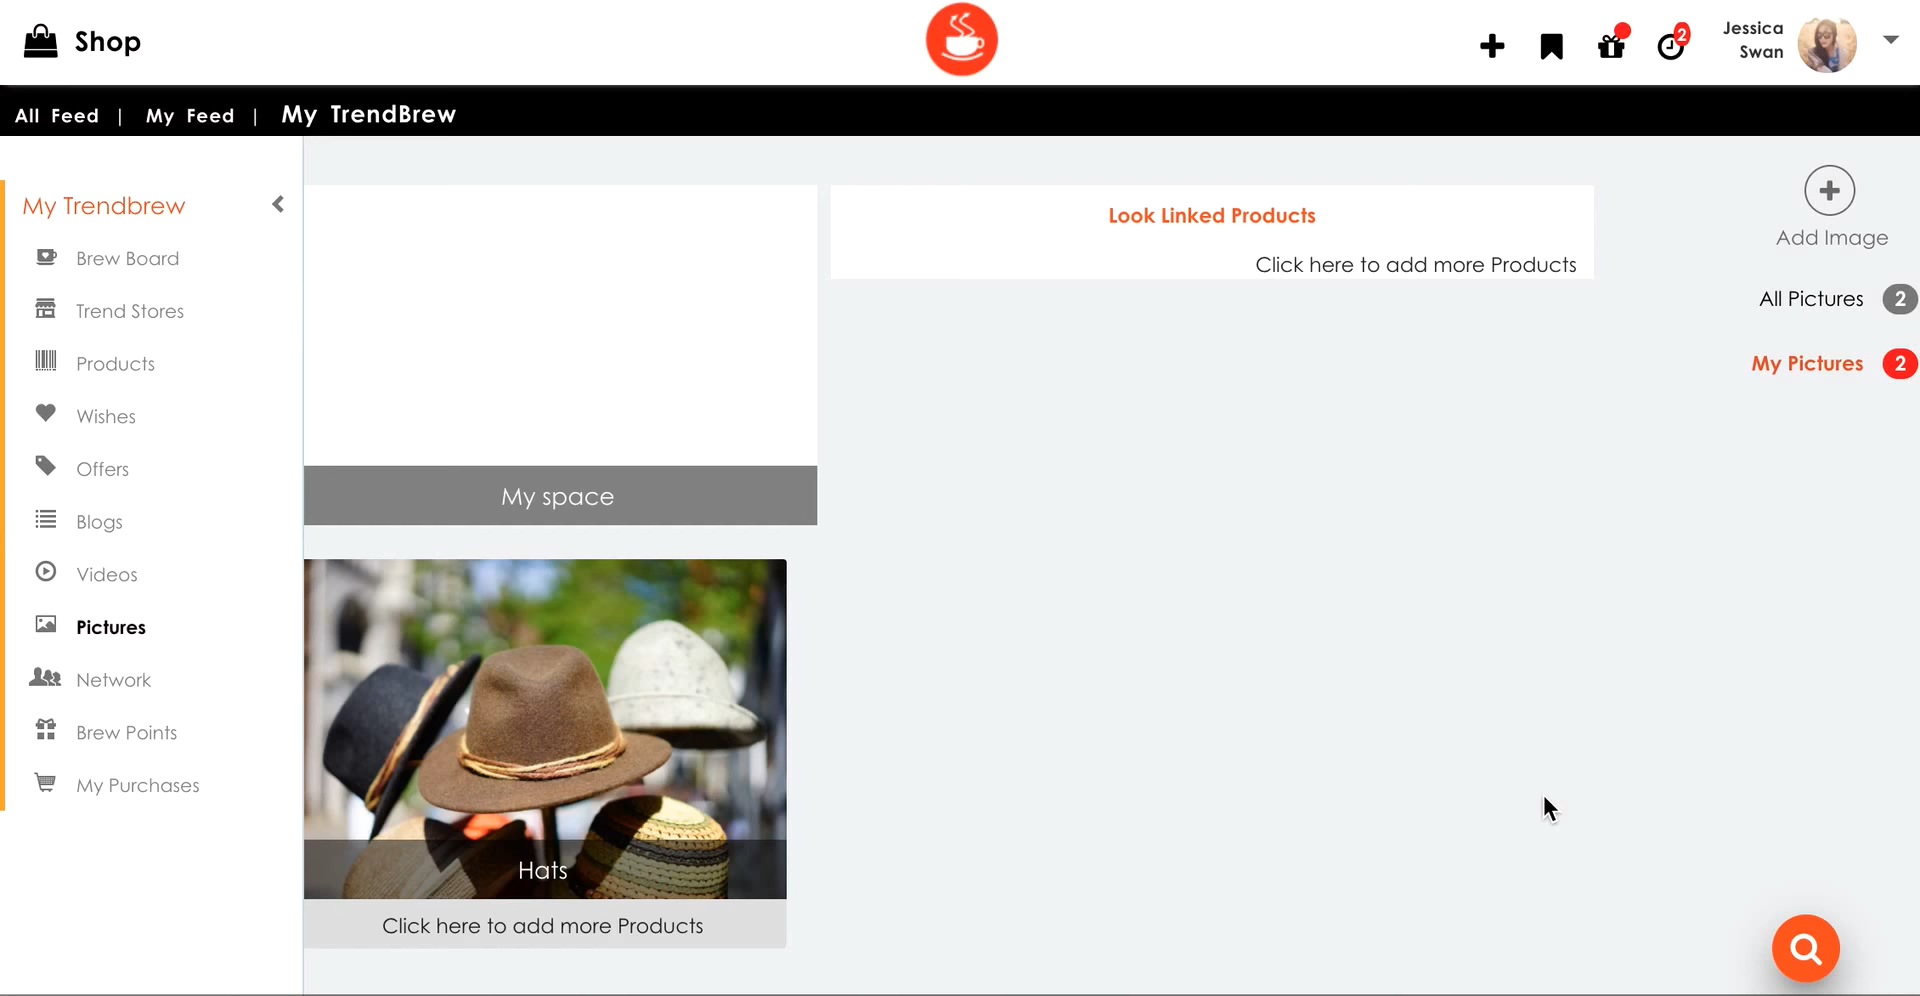 Shop
2
Jessica
Swan
All Feed | My Feed | My TrendBrew
My Trendbrew
Brew Board
Trend Stores
Products
Wishes
Offers
Blogs
Videos
Pictures
Network
Brew Points
My Purchases
My space
Look Linked Products
Click here to add more Products
Hats
Click here to add more Products
Add Image
All Pictures 2
My Pictures 2